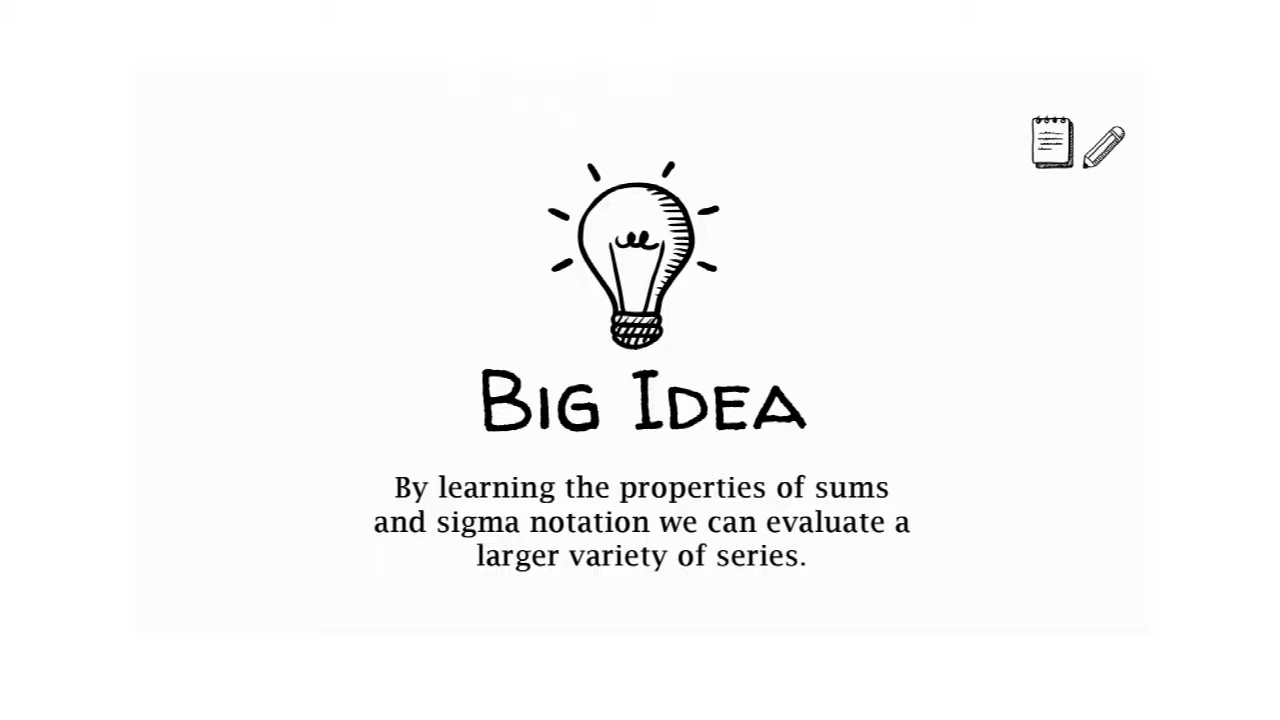 Big Idea
By learning the properties of sums
and sigma notation we can evaluate a
larger variety of series.